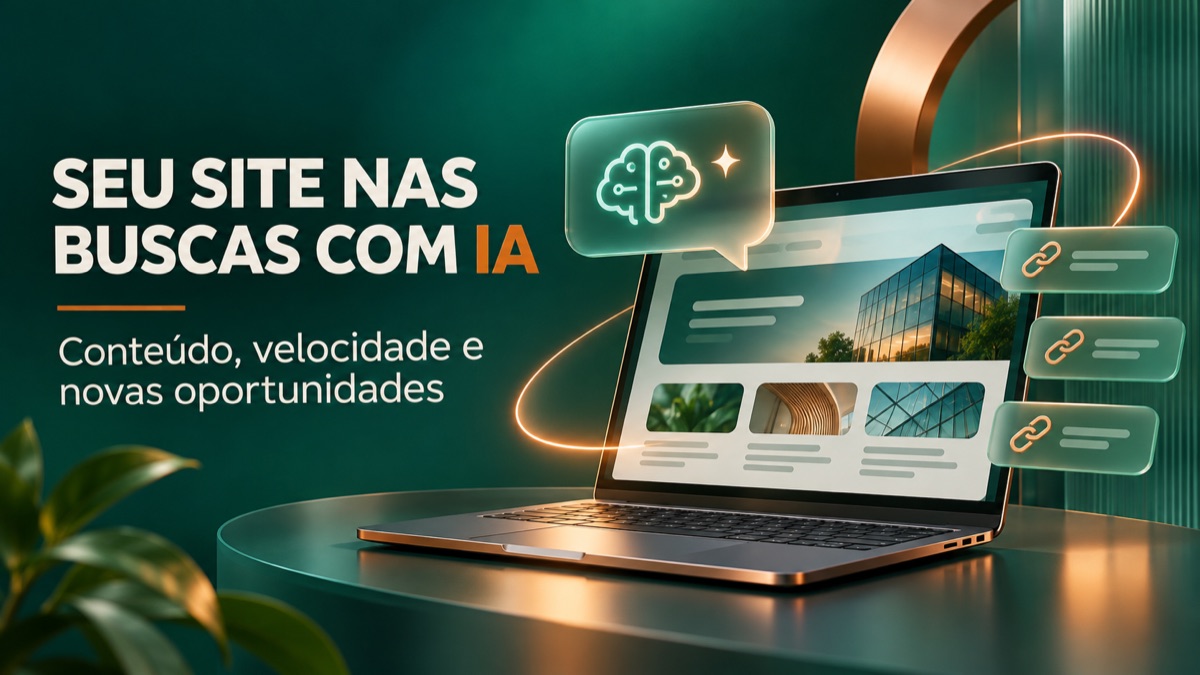 SEU SITE NAS
BUSCAS COM IA
Conteúdo, velocidade e
novas oportunidades